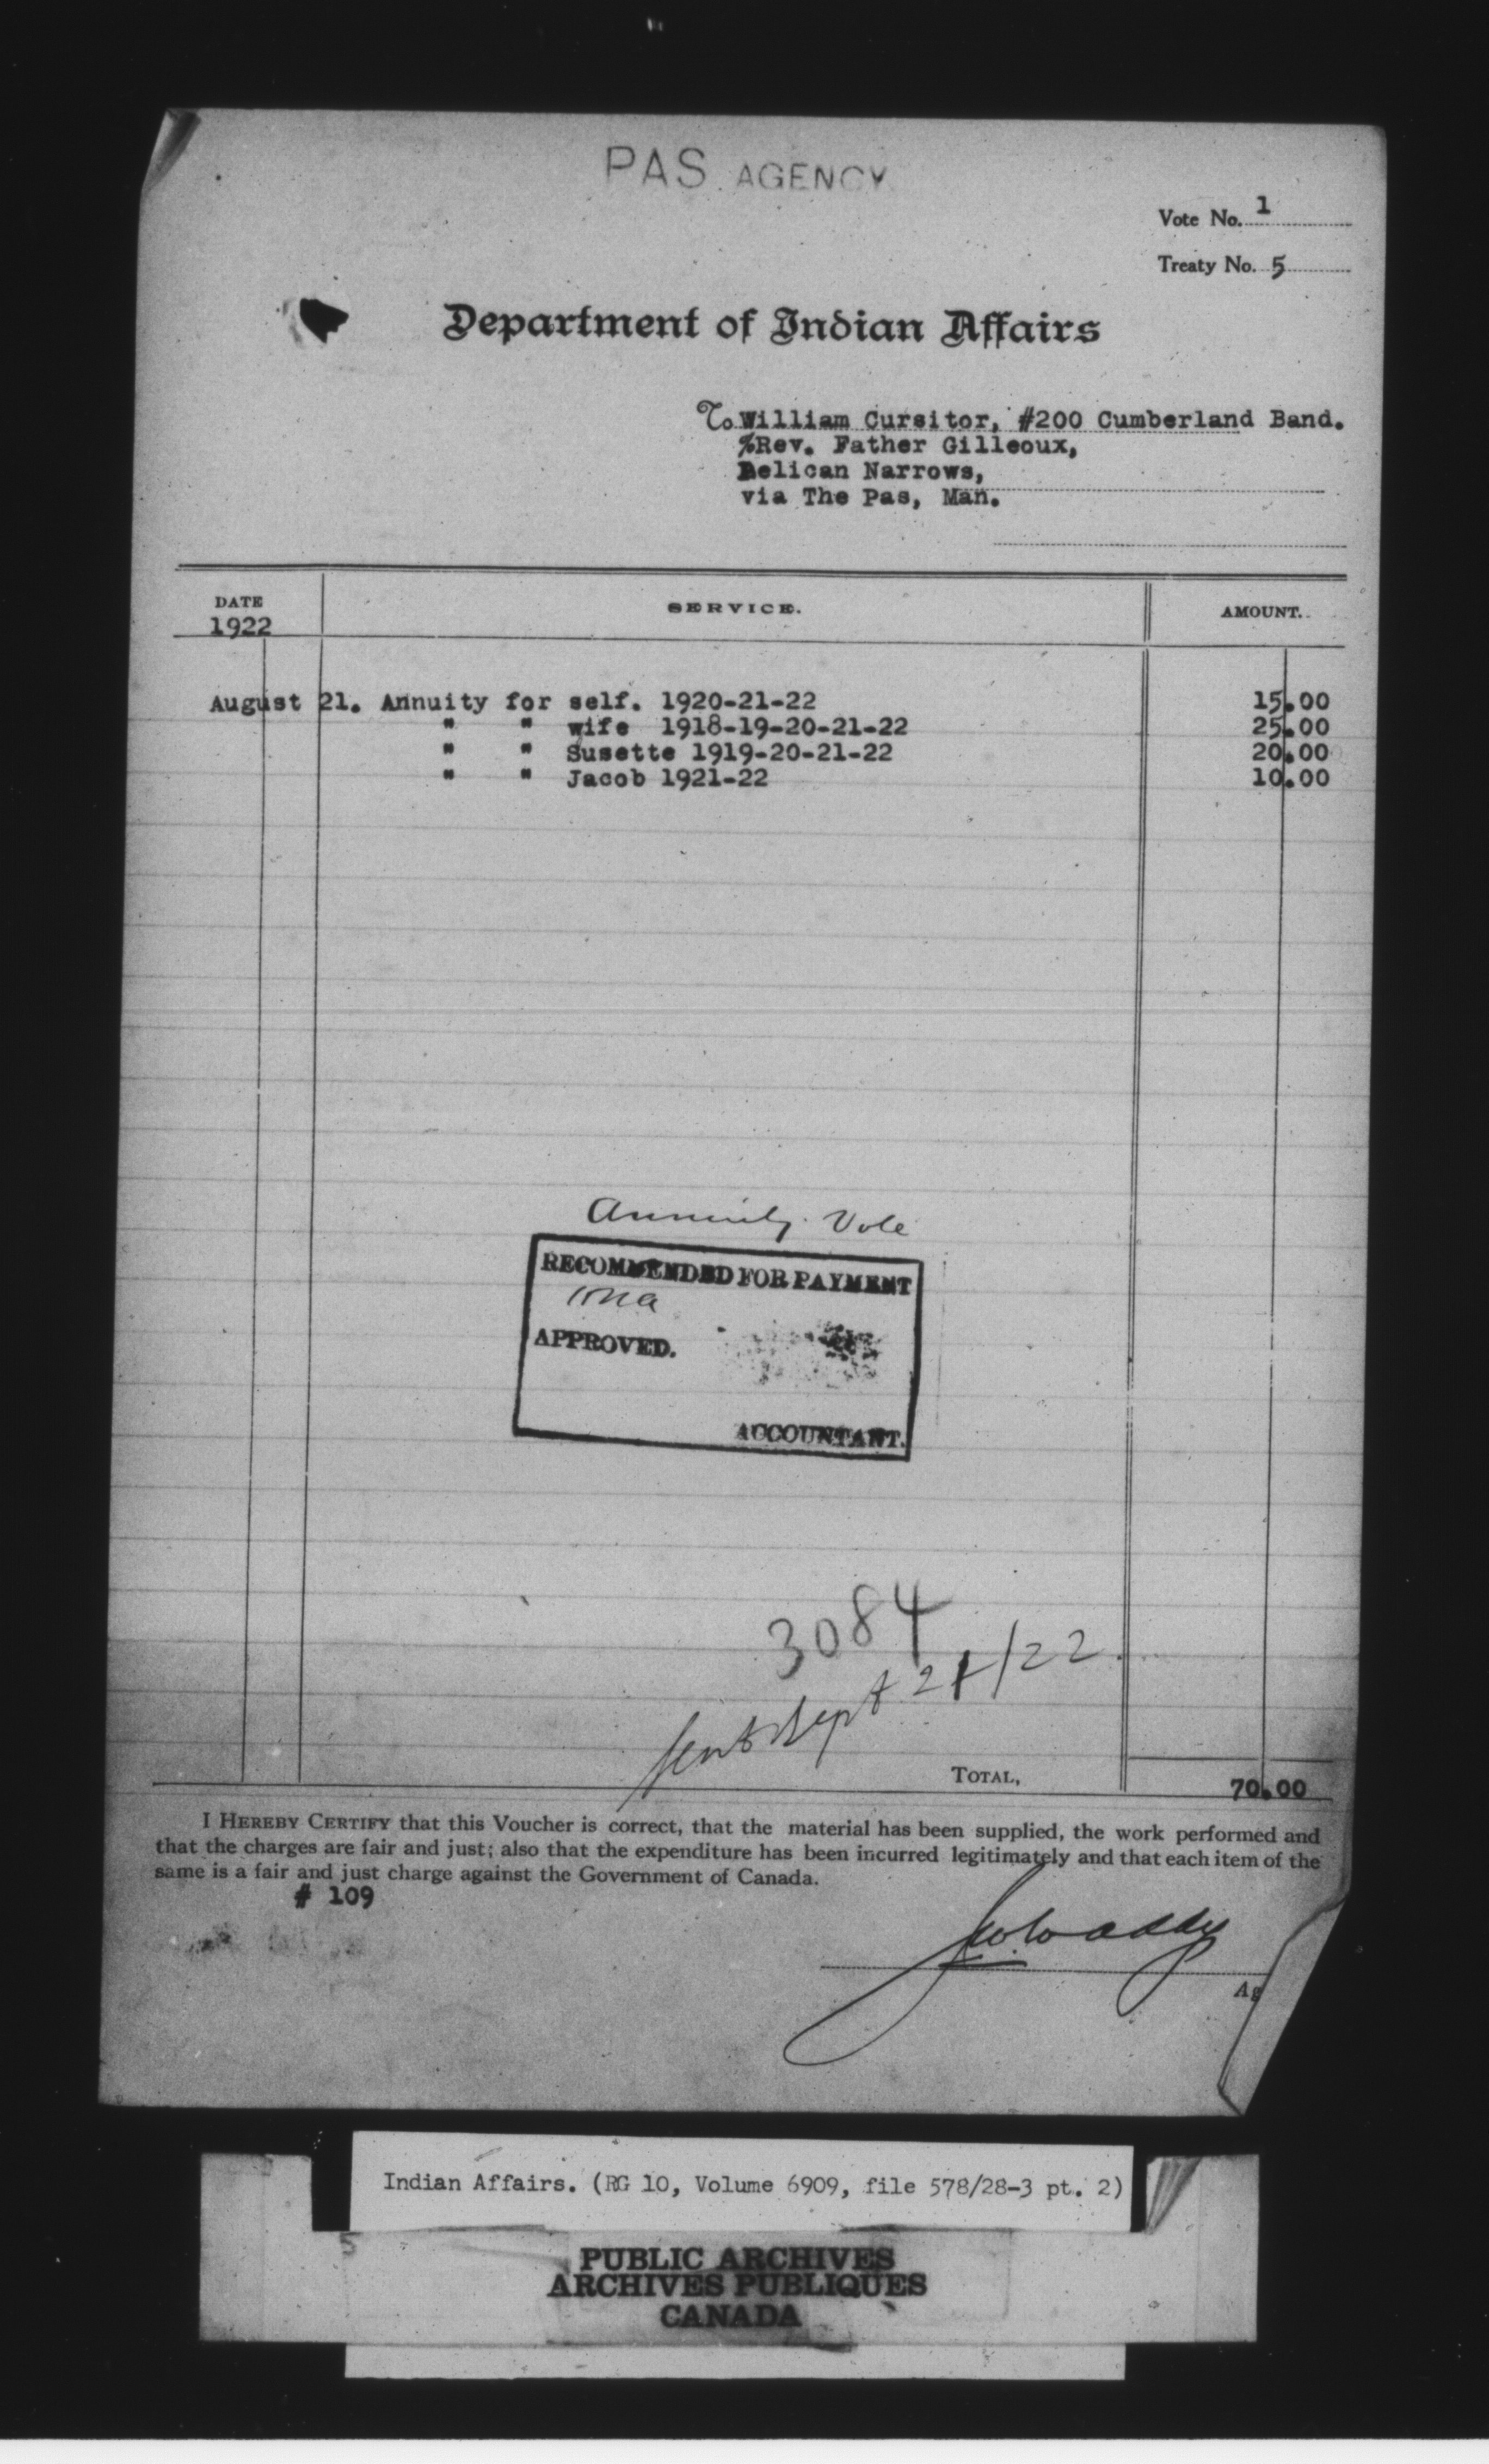 PAS AGENCY
Vote No. 1
Treaty No. 5
Department of Indian Affairs
To William Cursitor, #200 Cumberland Band.
%Rev. Father Gilleoux,
Pelican Narrows,
via The Pas, Man.
DATE SERVICE. AMOUNT.
1922
August 21. Annuity for self. 1920-21-22 15.00
" " wife 1918-19-20-21-22 25.00
" " Susette 1919-20-21-22 20.00
" " Jacob 1921-22 10.00
Annuity Vote
RECOMMENDED FOR PAYMENT
APPROVED.
ACCOUNTANT.
3084
sent Sept 21/22
TOTAL, 70.00
I HEREBY CERTIFY that this Voucher is correct, that the material has been supplied, the work performed and
that the charges are fair and just; also that the expenditure has been incurred legitimately and that each item of the
same is a fair and just charge against the Government of Canada.
# 109
Ag
Indian Affairs. (RG 10, Volume 6909, file 578/28-3 pt. 2)
PUBLIC ARCHIVES
ARCHIVES PUBLIQUES
CANADA